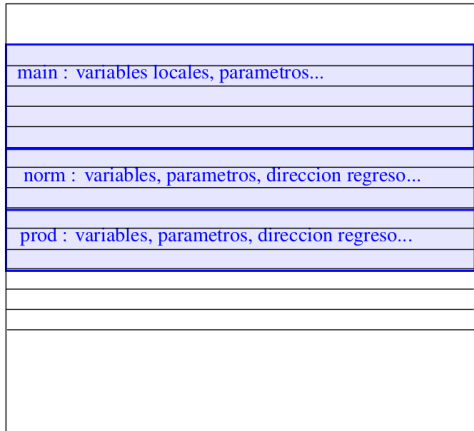 main : variables locales, parametros...
norm : variables, parametros, direccion regreso...
prod : variables, parametros, direccion regreso...